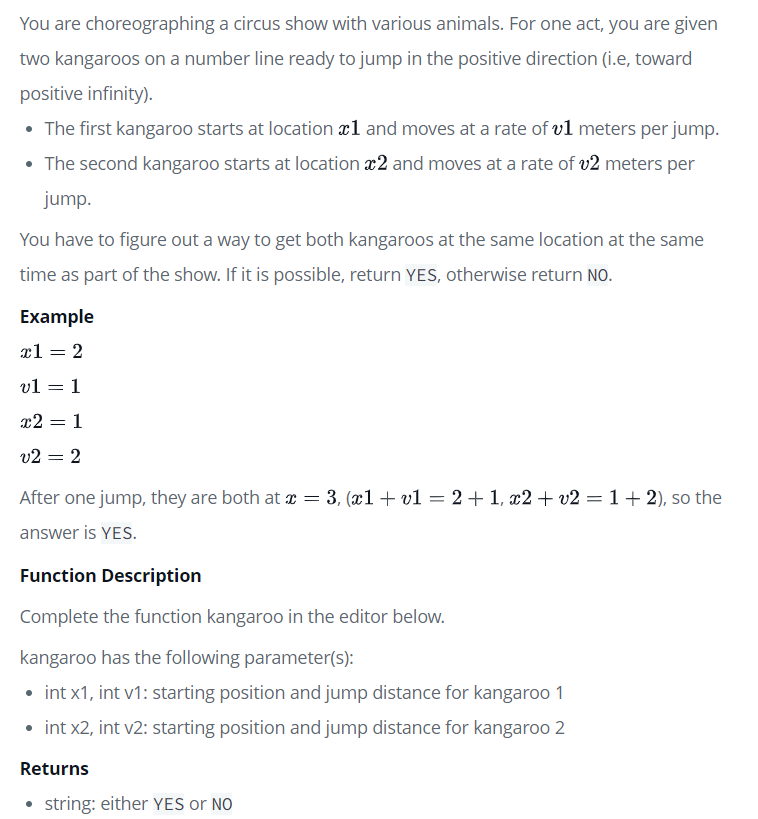 You are choreographing a circus show with various animals. For one act, you are given
two kangaroos on a number line ready to jump in the positive direction (i.e, toward
positive infinity).
• The first kangaroo starts at location x1 and moves at a rate of v1 meters per jump.
• The second kangaroo starts at location x2 and moves at a rate of v2 meters per
jump.
You have to figure out a way to get both kangaroos at the same location at the same
time as part of the show. If it is possible, return YES, otherwise return NO.
Example
x1 = 2
v1 = 1
x2 = 1
v2 = 2
After one jump, they are both at x = 3, (x1 + v1 = 2 + 1, x2 + v2 = 1 + 2), so the
answer is YES.
Function Description
Complete the function kangaroo in the editor below.
kangaroo has the following parameter(s):
• int x1, int v1: starting position and jump distance for kangaroo 1
• int x2, int v2: starting position and jump distance for kangaroo 2
Returns
• string: either YES or NO